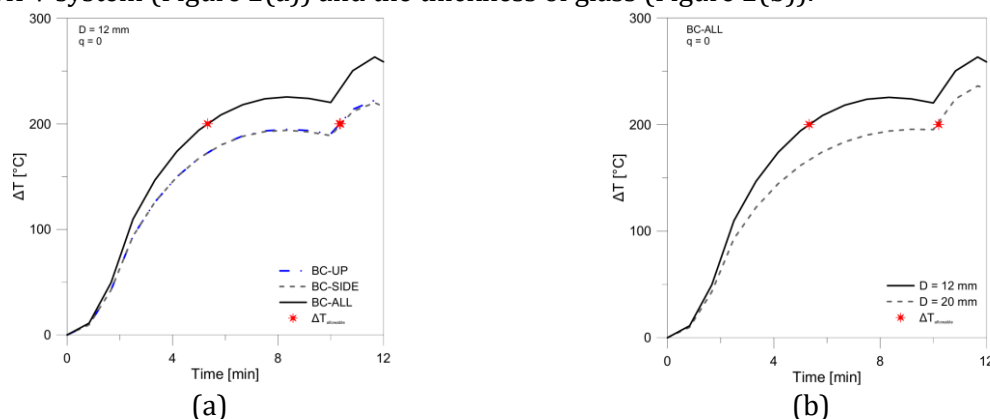 system (Figure 2(a)) and the thickness of glass (Figure 2(b)).
300
D = 12 mm
q = 0
200
ΔT [°C]
100
BC-UP
BC-SIDE
BC-ALL
ΔT allowable
0
0 4 8 12
Time [min]
(a)
300
BC-ALL
q = 0
200
ΔT [°C]
100
D = 12 mm
D = 20 mm
ΔT allowable
0
0 4 8 12
Time [min]
(b)